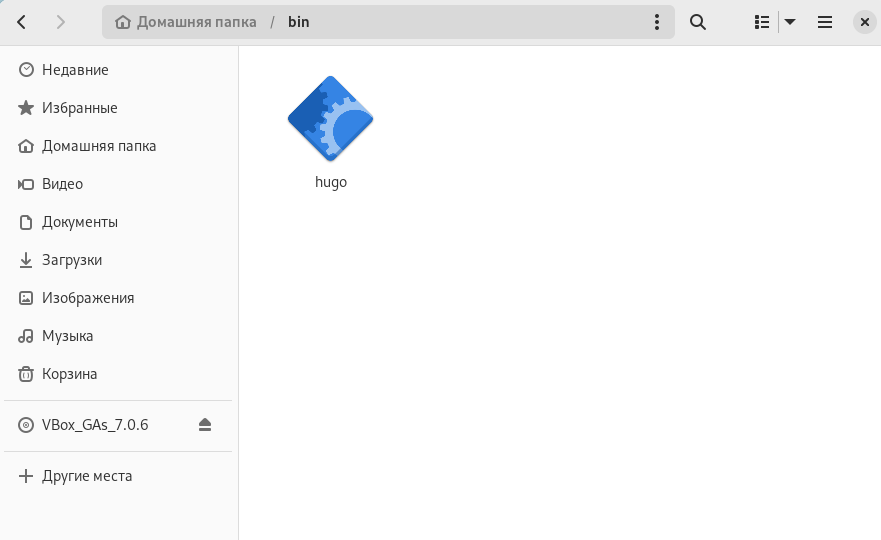 Домашняя папка / bin
Недавние
Избранные
Домашняя папка
Видео
Документы
Загрузки
Изображения
Музыка
Корзина
VBox_GAs_7.0.6
Другие места
hugo